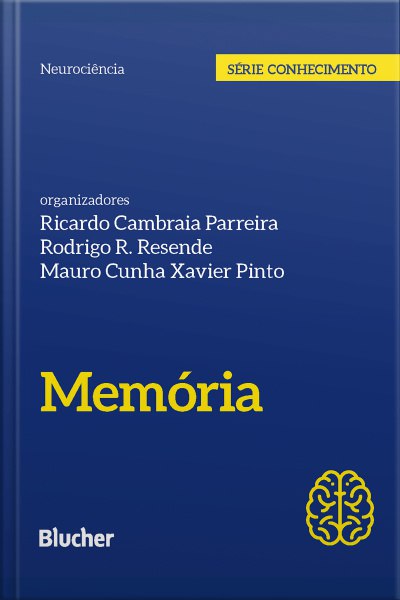 Neurociência
SÉRIE CONHECIMENTO
organizadores
Ricardo Cambraia Parreira
Rodrigo R. Resende
Mauro Cunha Xavier Pinto
Memória
Blucher